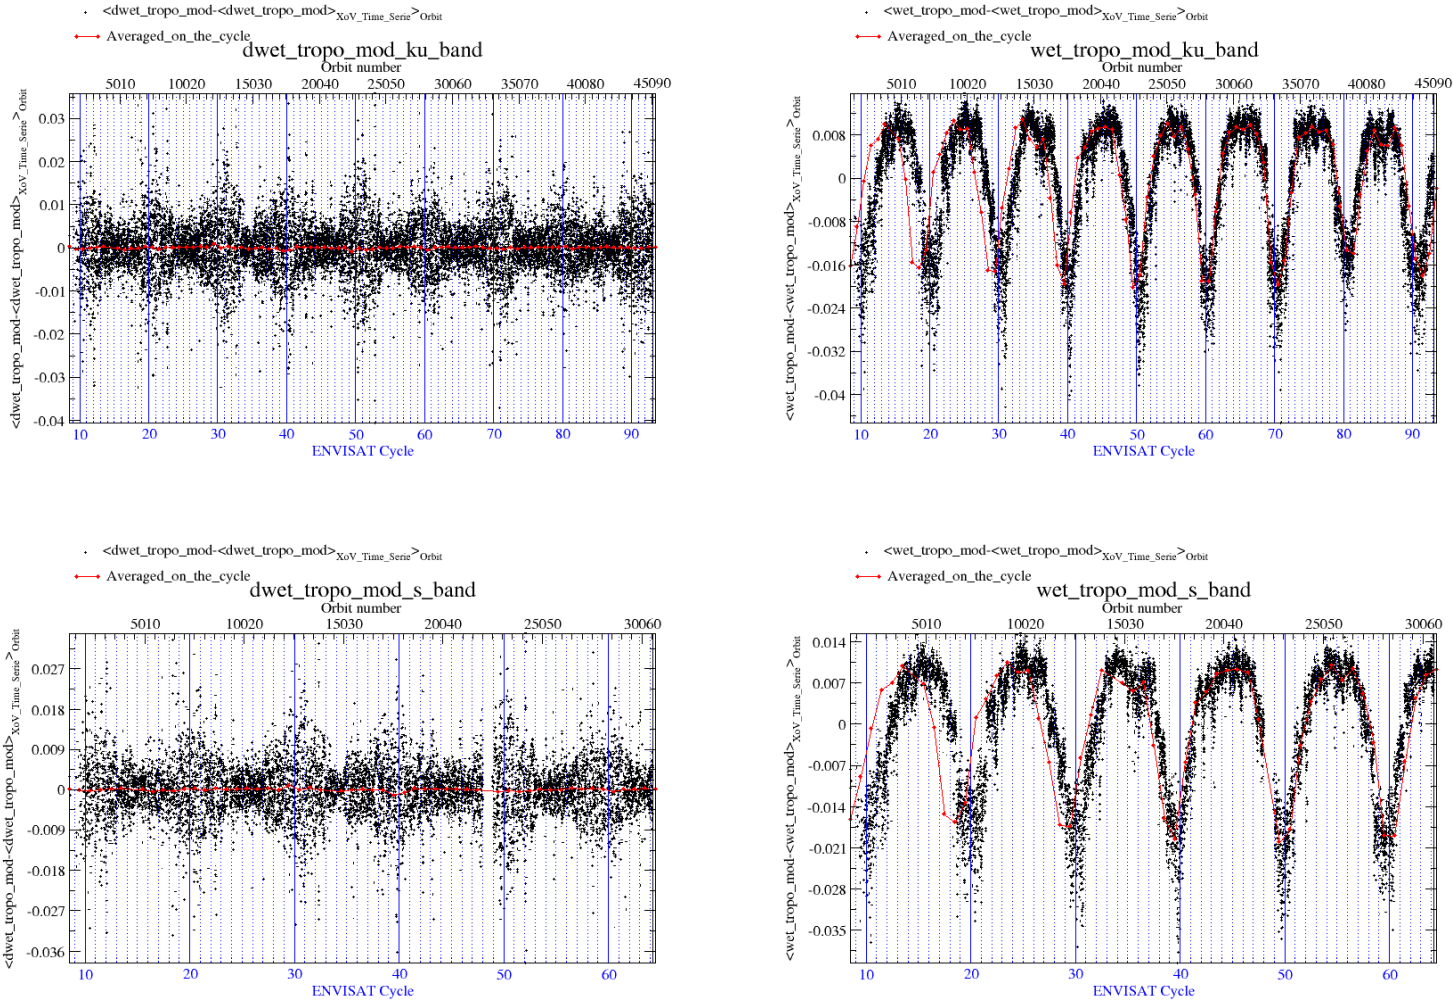 <dwet_tropo_mod-<dwet_tropo_mod>XoV_Time_Serie>Orbit
Averaged_on_the_cycle
dwet_tropo_mod_ku_band
Orbit number
5010 10020 15030 20040 25050 30060 35070 40080 45090
<dwet_tropo_mod-<dwet_tropo_mod>XoV_Time_Serie>Orbit
0.03
0.02
0.01
0
-0.01
-0.02
-0.03
-0.04
10 20 30 40 50 60 70 80 90
ENVISAT Cycle
<wet_tropo_mod-<wet_tropo_mod>XoV_Time_Serie>Orbit
Averaged_on_the_cycle
wet_tropo_mod_ku_band
Orbit number
5010 10020 15030 20040 25050 30060 35070 40080 45090
<wet_tropo_mod-<wet_tropo_mod>XoV_Time_Serie>Orbit
0.008
0
-0.008
-0.016
-0.024
-0.032
-0.04
10 20 30 40 50 60 70 80 90
ENVISAT Cycle
<dwet_tropo_mod-<dwet_tropo_mod>XoV_Time_Serie>Orbit
Averaged_on_the_cycle
dwet_tropo_mod_s_band
Orbit number
5010 10020 15030 20040 25050 30060
<dwet_tropo_mod-<dwet_tropo_mod>XoV_Time_Serie>Orbit
0.027
0.018
0.009
0
-0.009
-0.018
-0.027
-0.036
10 20 30 40 50 60
ENVISAT Cycle
<wet_tropo_mod-<wet_tropo_mod>XoV_Time_Serie>Orbit
Averaged_on_the_cycle
wet_tropo_mod_s_band
Orbit number
5010 10020 15030 20040 25050 30060
<wet_tropo_mod-<wet_tropo_mod>XoV_Time_Serie>Orbit
0.014
0.007
0
-0.007
-0.014
-0.021
-0.028
-0.035
10 20 30 40 50 60
ENVISAT Cycle